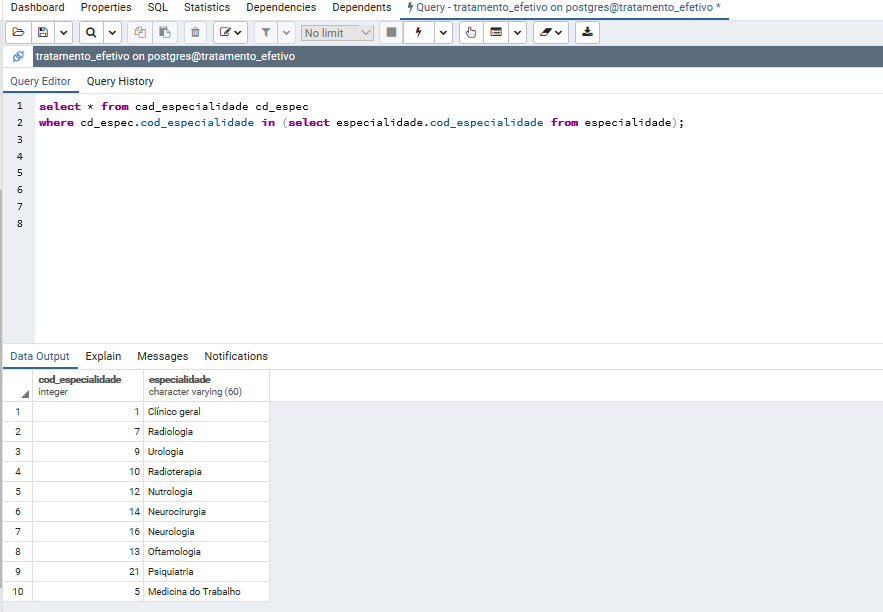 Dashboard Properties SQL Statistics Dependencies Dependents Query - tratamento_efetivo on postgres@tratamento_efetivo *
No limit
tratamento_efetivo on postgres@tratamento_efetivo
Query Editor Query History
1 select * from cad_especialidade cd_espec
2 where cd_espec.cod_especialidade in (select especialidade.cod_especialidade from especialidade);
3
4
5
6
7
8
Data Output Explain Messages Notifications
cod_especialidade especialidade
integer character varying (60)
1 1 Clínico geral
2 7 Radiologia
3 9 Urologia
4 10 Radioterapia
5 12 Nutrologia
6 14 Neurocirurgia
7 16 Neurologia
8 13 Oftamologia
9 21 Psiquiatria
10 5 Medicina do Trabalho